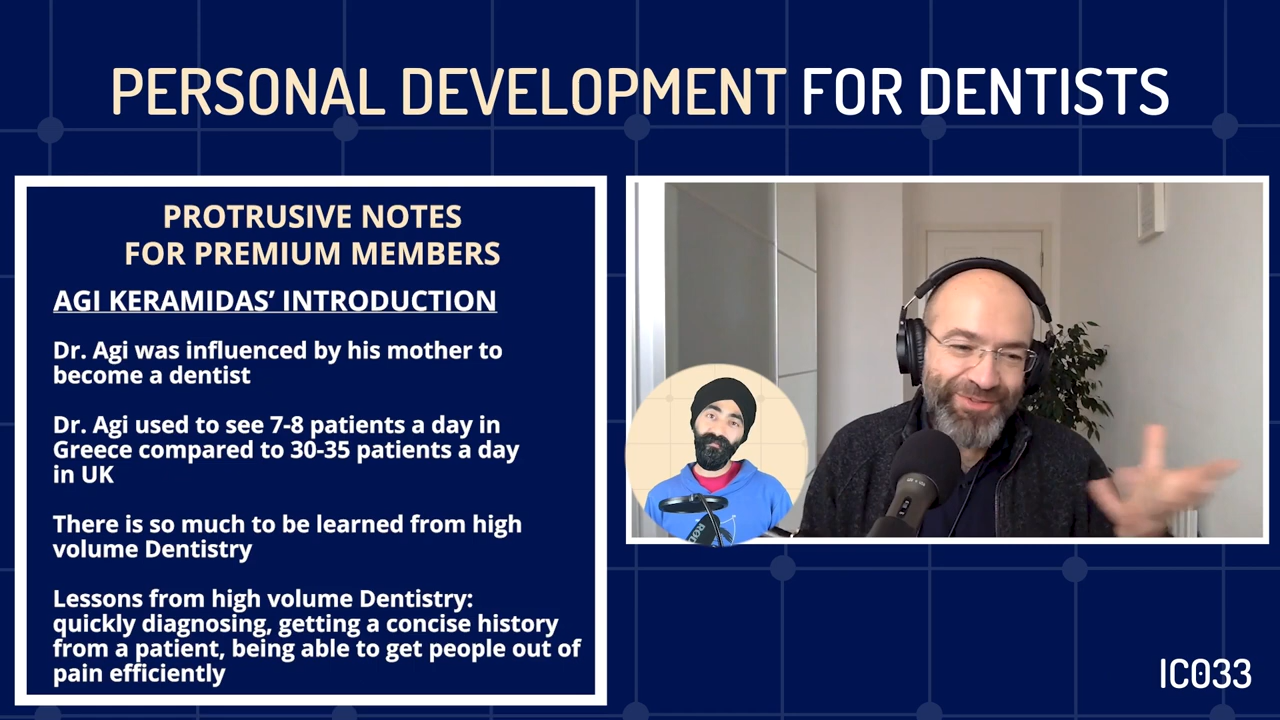 PERSONAL DEVELOPMENT FOR DENTISTS
PROTRUSIVE NOTES
FOR PREMIUM MEMBERS
AGI KERAMIDAS’ INTRODUCTION
Dr. Agi was influenced by his mother to
become a dentist
Dr. Agi used to see 7-8 patients a day in
Greece compared to 30-35 patients a day
in UK
There is so much to be learned from high
volume Dentistry
Lessons from high volume Dentistry:
quickly diagnosing, getting a concise history
from a patient, being able to get people out of
pain efficiently
RØDE
IC033